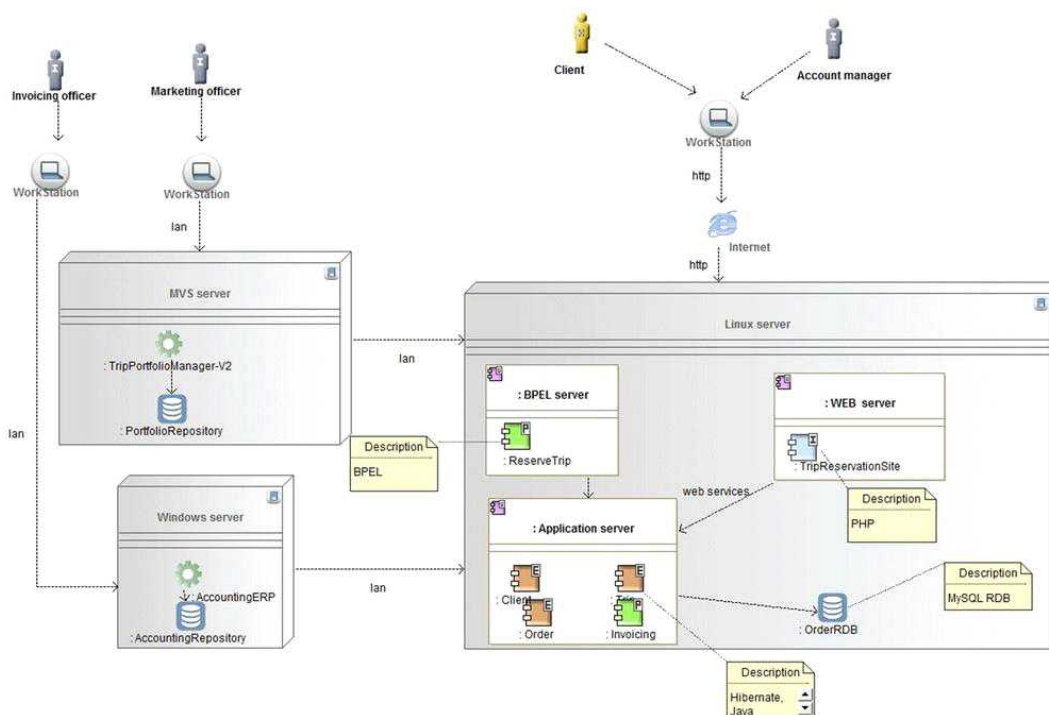 Client
Account manager
Invoicing officer
Marketing officer
WorkStation
WorkStation
WorkStation
http
lan
Internet
http
MVS server
Linux server
: TripPortfolioManager-V2
lan
: BPEL server
: WEB server
lan
: PortfolioRepository
Description
BPEL
: ReserveTrip
: TripReservationSite
web services
Description
PHP
Windows server
: Application server
: AccountingERP
lan
: Client
: Trip
Description
MySQL RDB
: AccountingRepository
: Order
: Invoicing
: OrderRDB
Description
Hibernate,
Java